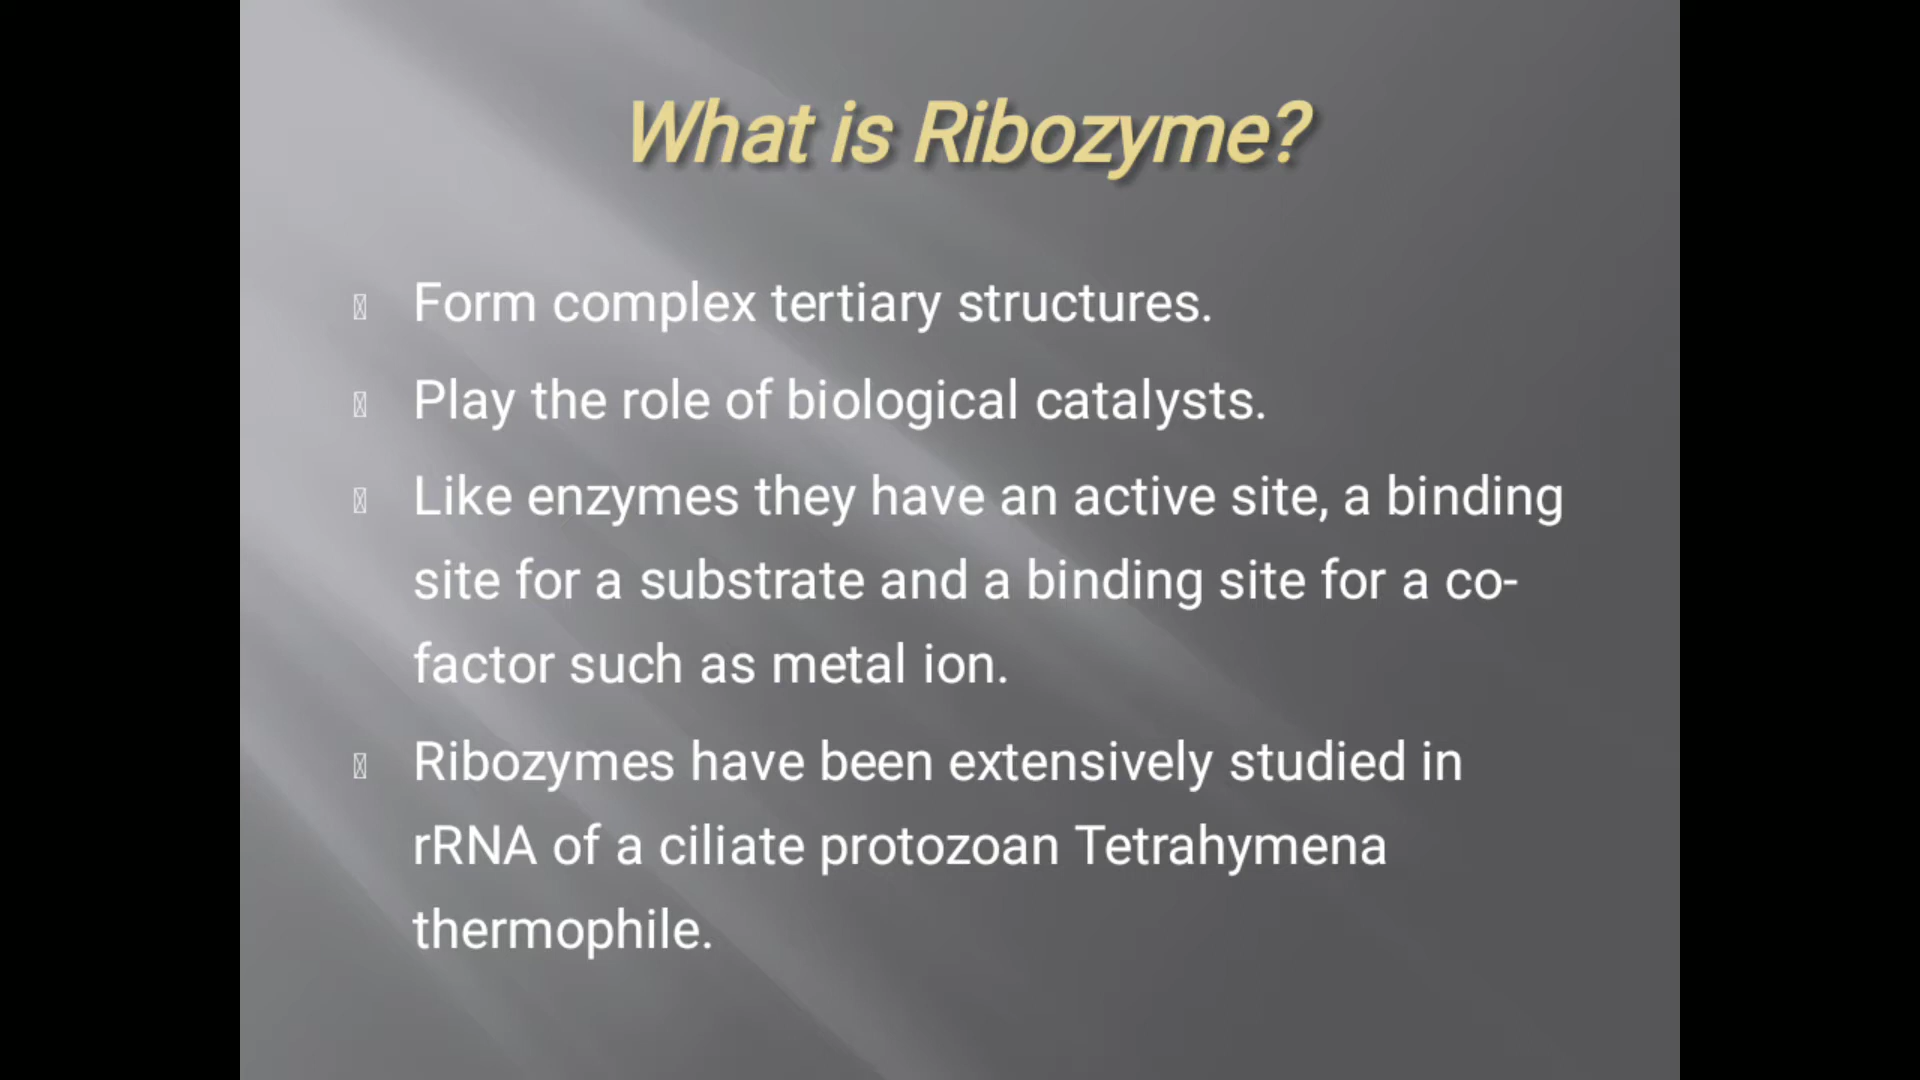 What is Ribozyme?
Form complex tertiary structures.
Play the role of biological catalysts.
Like enzymes they have an active site, a binding
site for a substrate and a binding site for a co-
factor such as metal ion.
Ribozymes have been extensively studied in
rRNA of a ciliate protozoan Tetrahymena
thermophile.